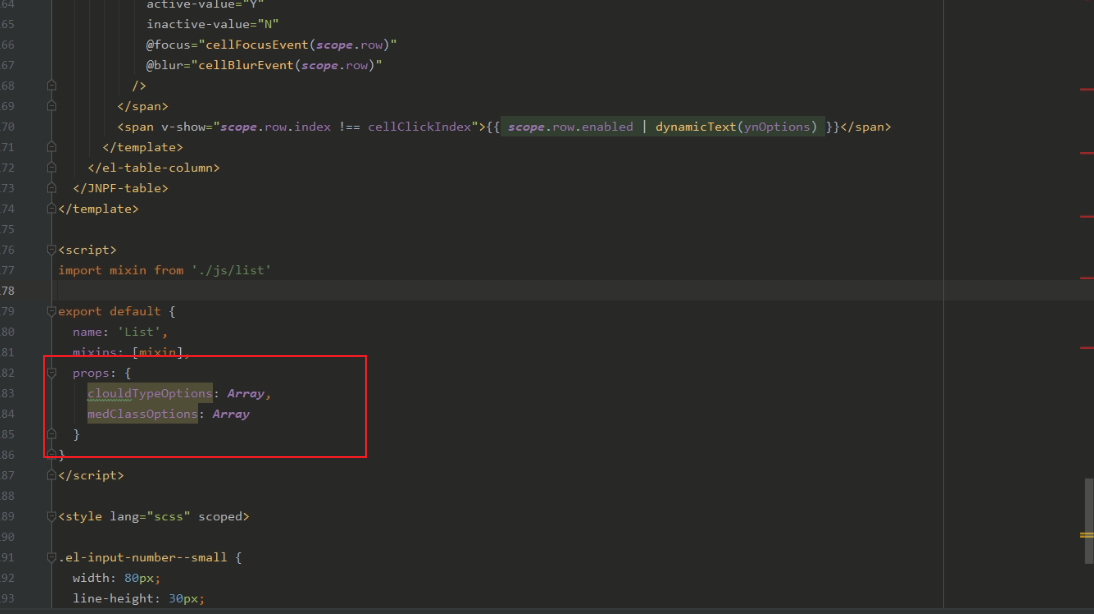 64 active-value="Y"
65 inactive-value="N"
66 @focus="cellFocusEvent(scope.row)"
67 @blur="cellBlurEvent(scope.row)"
68 />
69 </span>
70 <span v-show="scope.row.index !== cellClickIndex">{{ scope.row.enabled | dynamicText(ynOptions) }}</span>
71 </template>
72 </el-table-column>
73 </JNPF-table>
74 </template>
75
76 <script>
77 import mixin from './js/list'
78
79 export default {
80 name: 'List',
81 mixins: [mixin],
82 props: {
83 clouldTypeOptions: Array,
84 medClassOptions: Array
85 }
86 }
87 </script>
88
89 <style lang="scss" scoped>
90
91 .el-input-number--small {
92 width: 80px;
93 line-height: 30px;